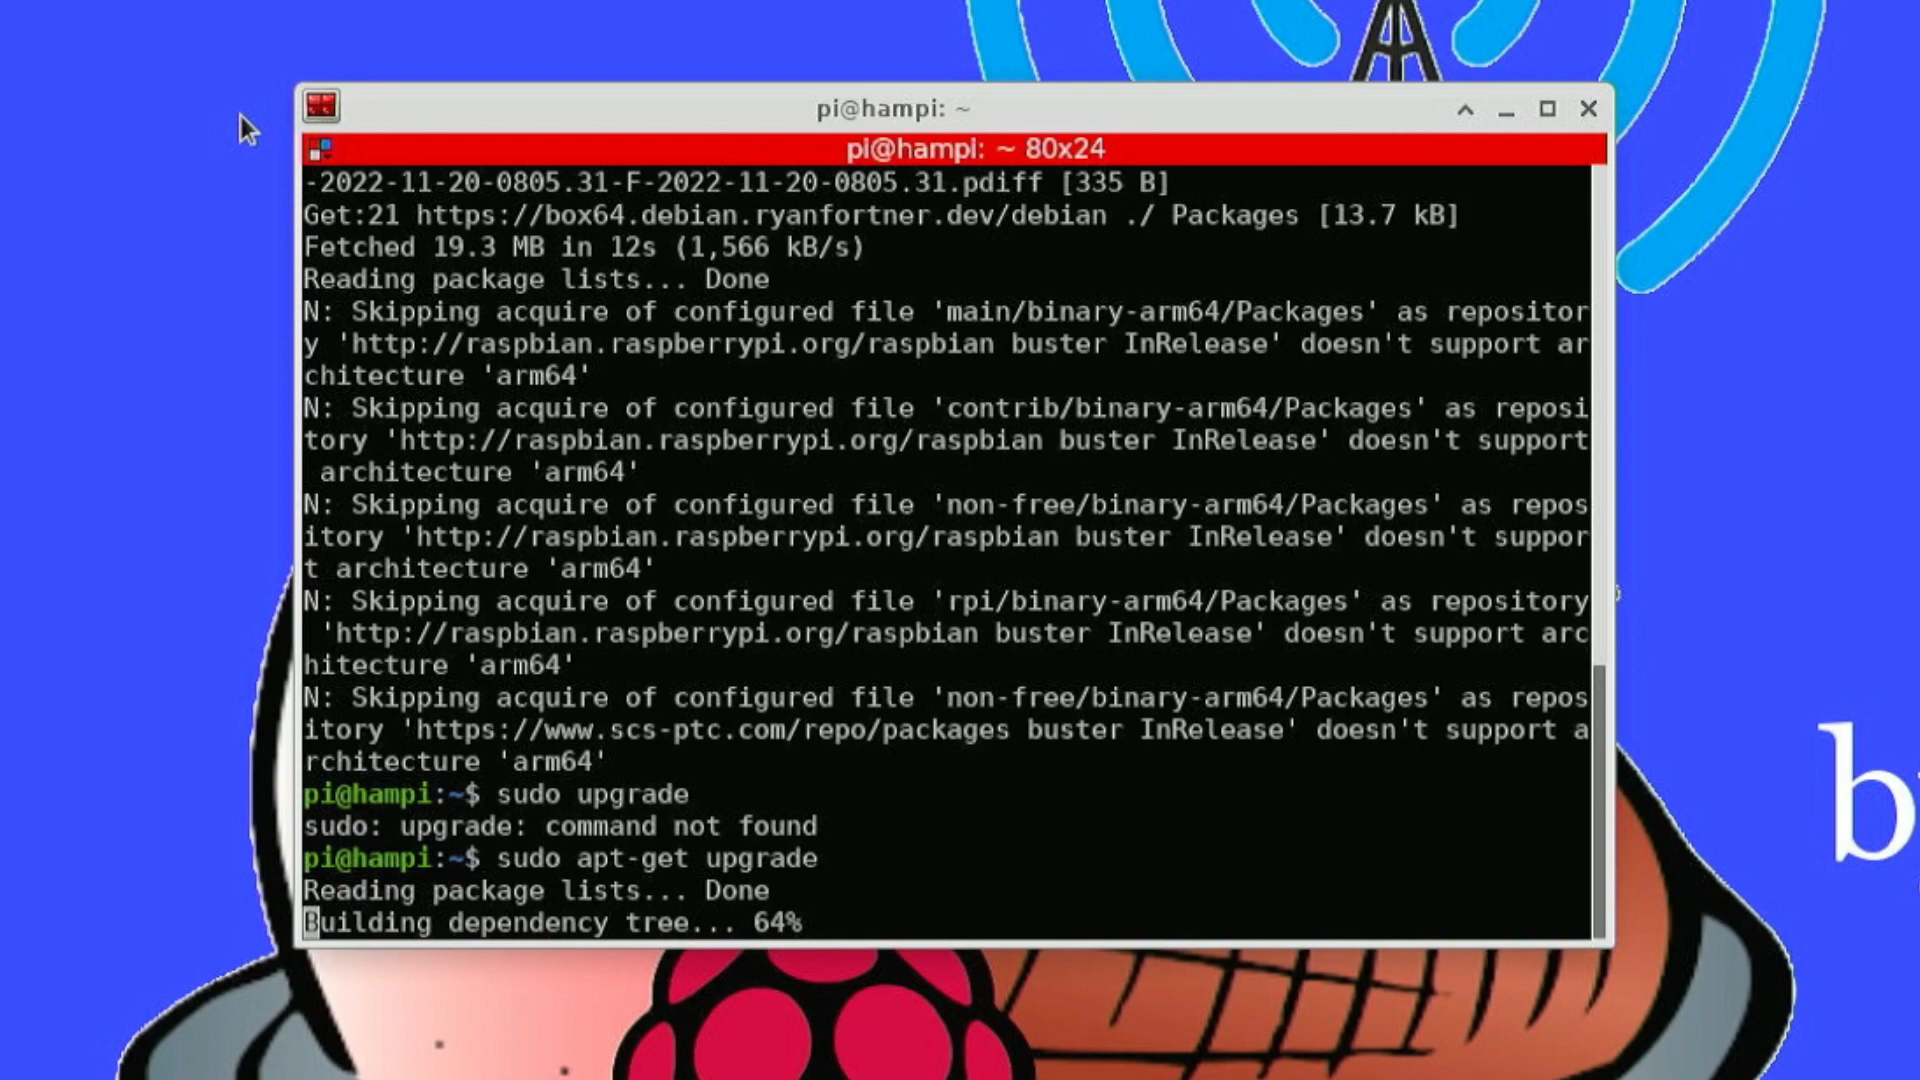 pi@hampi: ~
pi@hampi: ~ 80x24
-2022-11-20-0805.31-F-2022-11-20-0805.31.pdiff [335 B]
Get:21 https://box64.debian.ryanfortner.dev/debian ./ Packages [13.7 kB]
Fetched 19.3 MB in 12s (1,566 kB/s)
Reading package lists... Done
N: Skipping acquire of configured file 'main/binary-arm64/Packages' as repositor
y 'http://raspbian.raspberrypi.org/raspbian buster InRelease' doesn't support ar
chitecture 'arm64'
N: Skipping acquire of configured file 'contrib/binary-arm64/Packages' as reposi
tory 'http://raspbian.raspberrypi.org/raspbian buster InRelease' doesn't support
 architecture 'arm64'
N: Skipping acquire of configured file 'non-free/binary-arm64/Packages' as repos
itory 'http://raspbian.raspberrypi.org/raspbian buster InRelease' doesn't suppor
t architecture 'arm64'
N: Skipping acquire of configured file 'rpi/binary-arm64/Packages' as repository
 'http://raspbian.raspberrypi.org/raspbian buster InRelease' doesn't support arc
hitecture 'arm64'
N: Skipping acquire of configured file 'non-free/binary-arm64/Packages' as repos
itory 'https://www.scs-ptc.com/repo/packages buster InRelease' doesn't support a
rchitecture 'arm64'
pi@hampi:~$ sudo upgrade
sudo: upgrade: command not found
pi@hampi:~$ sudo apt-get upgrade
Reading package lists... Done
Building dependency tree... 64%